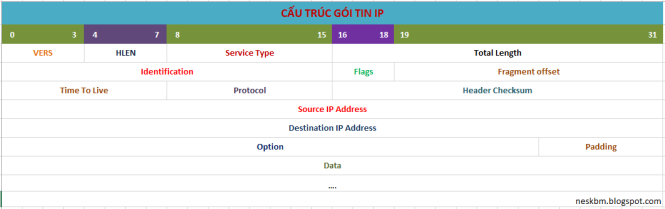 CẤU TRÚC GÓI TIN IP
0 3 4 7 8 15 16 18 19 31
VERS HLEN Service Type Total Length
Identification Flags Fragment offset
Time To Live Protocol Header Checksum
Source IP Address
Destination IP Address
Option Padding
Data
....
neskbm.blogspot.com